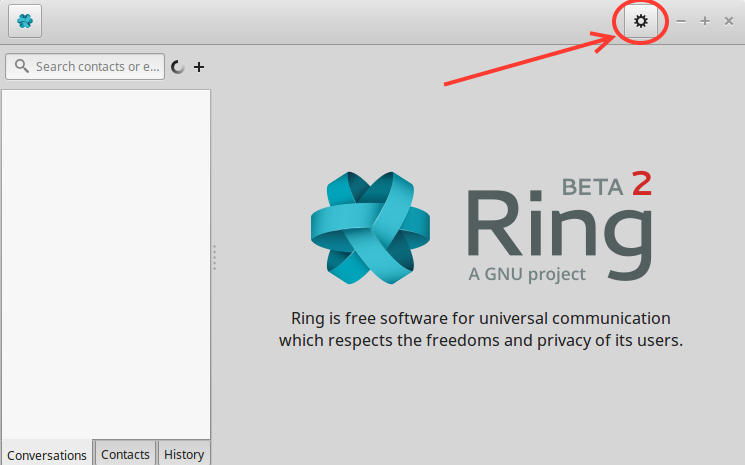 Search contacts or e...
BETA 2
Ring
A GNU project
Ring is free software for universal communication
which respects the freedoms and privacy of its users.
Conversations
Contacts
History